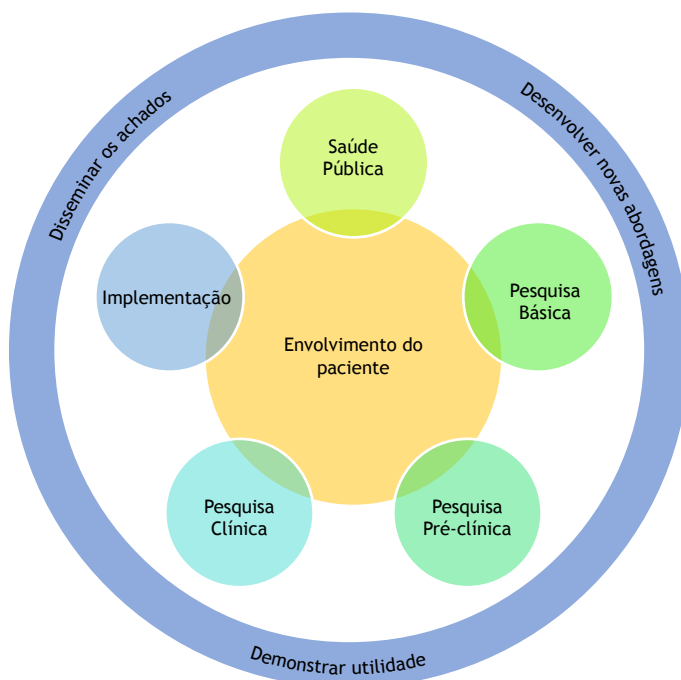 Disseminar os achados
Desenvolver novas abordagens
Saúde
Pública
Implementação
Pesquisa
Básica
Envolvimento do
paciente
Pesquisa
Clínica
Pesquisa
Pré-clínica
Demonstrar utilidade